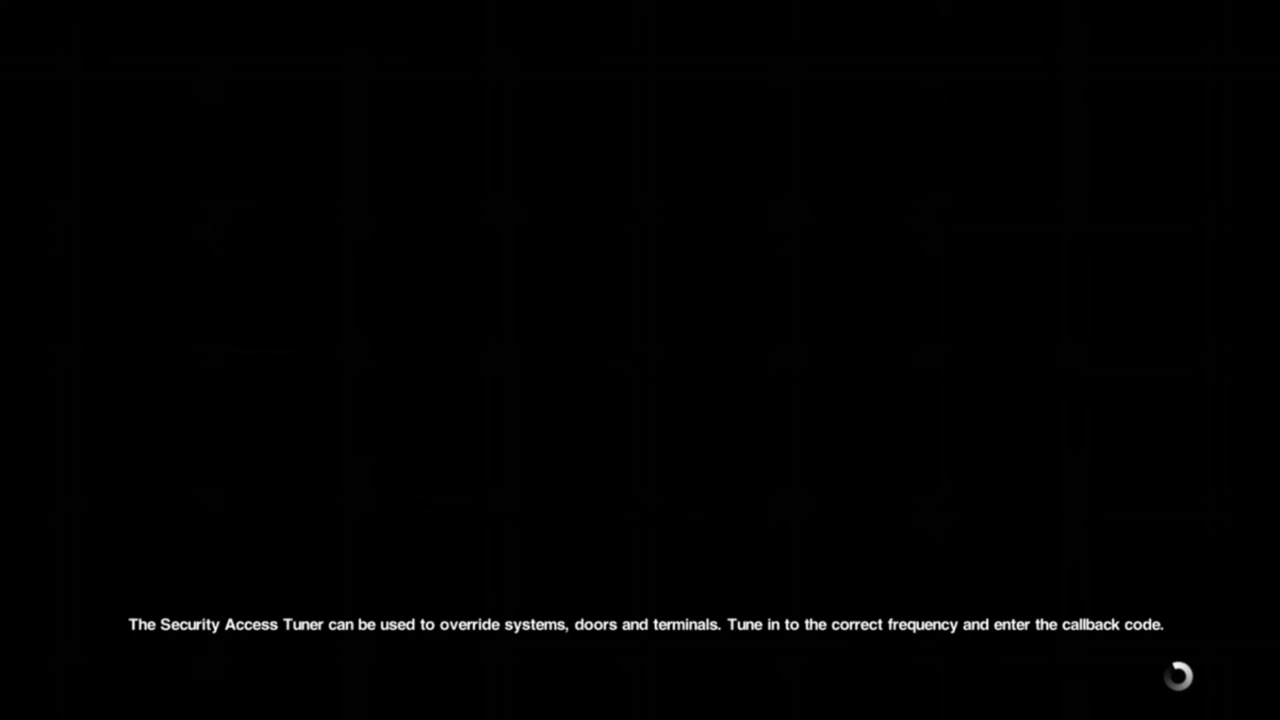 The Security Access Tuner can be used to override systems, doors and terminals. Tune in to the correct frequency and enter the callback code.